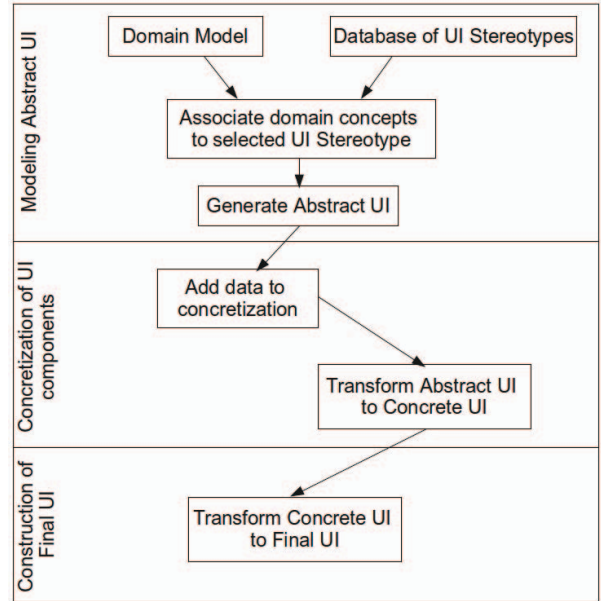 Modeling Abstract UI
Domain Model
Database of UI Stereotypes
Associate domain concepts
to selected UI Stereotype
Generate Abstract UI
Concretization of UI
components
Add data to
concretization
Transform Abstract UI
to Concrete UI
Construction of
Final UI
Transform Concrete UI
to Final UI